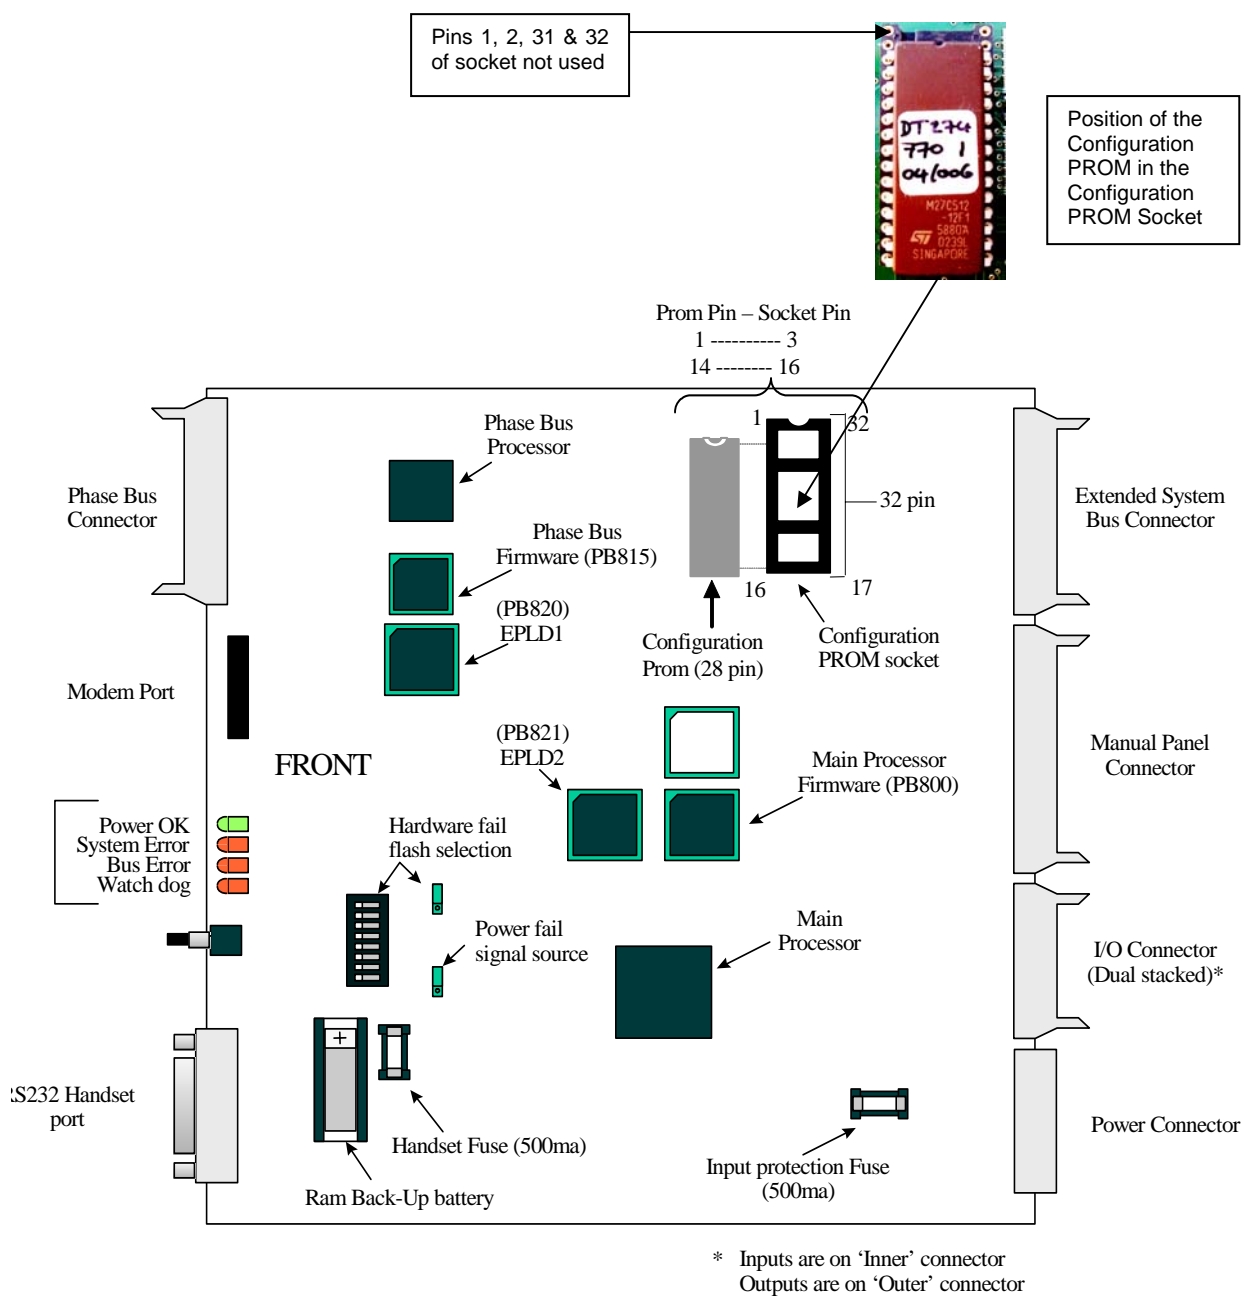 Pins 1, 2, 31 & 32
of socket not used
DT274
770 1
04/006
M27C512
-12F1
5880A
ST 0239L
SINGAPORE
Position of the
Configuration
PROM in the
Configuration
PROM Socket
Prom Pin – Socket Pin
1 ---------- 3
14 -------- 16
1
32
32 pin
16
17
Phase Bus
Processor
Phase Bus
Connector
Extended System
Bus Connector
Phase Bus
Firmware (PB815)
(PB820)
EPLD1
Configuration
Prom (28 pin)
Configuration
PROM socket
Modem Port
FRONT
(PB821)
EPLD2
Main Processor
Firmware (PB800)
Manual Panel
Connector
Power OK
System Error
Bus Error
Watch dog
Hardware fail
flash selection
Power fail
signal source
Main
Processor
I/O Connector
(Dual stacked)*
+
RS232 Handset
port
Handset Fuse (500ma)
Ram Back-Up battery
Input protection Fuse
(500ma)
Power Connector
* Inputs are on ‘Inner’ connector
Outputs are on ‘Outer’ connector